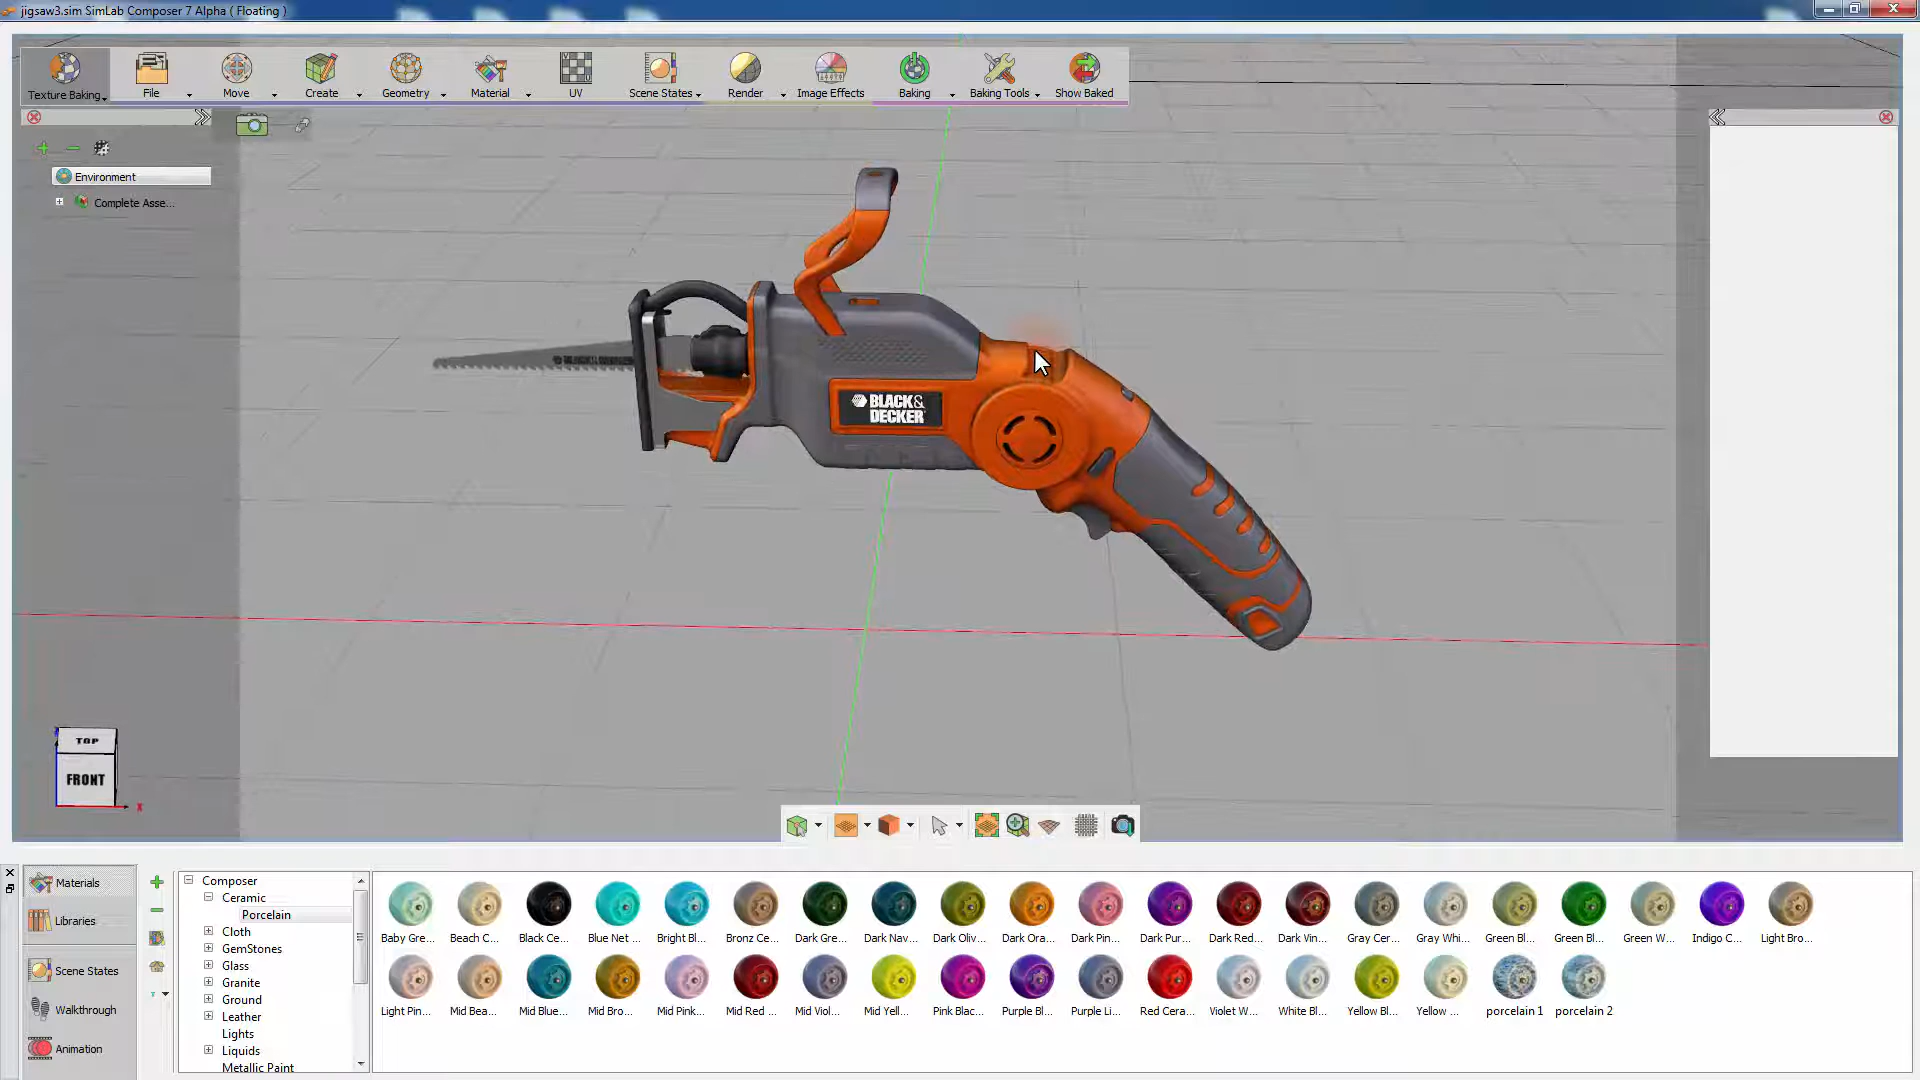 jigsaw3.sim SimLab Composer 7 Alpha ( Floating )
Texture Baking
File
Move
Create
Geometry
Material
UV
Scene States
Render
Image Effects
Baking
Baking Tools
Show Baked
Environment
Complete Asse...
BLACK&
DECKER
TOP
FRONT
X
Materials
Libraries
Scene States
Walkthrough
Animation
Composer
Ceramic
Porcelain
Cloth
GemStones
Glass
Granite
Ground
Leather
Lights
Liquids
Metallic Paint
Baby Gre... Beach C... Black Ce... Blue Net ... Bright Bl... Bronz Ce... Dark Gre... Dark Nav... Dark Oliv... Dark Ora... Dark Pin... Dark Pur... Dark Red... Dark Vin... Gray Cer... Gray Whi... Green Bl... Green Bl... Green W... Indigo C... Light Bro...
Light Pin... Mid Bea... Mid Blue... Mid Bro... Mid Pink... Mid Red ... Mid Viol... Mid Yell... Pink Blac... Purple Bl... Purple Li... Red Cera... Violet W... White Bl... Yellow Bl... Yellow ... porcelain 1 porcelain 2